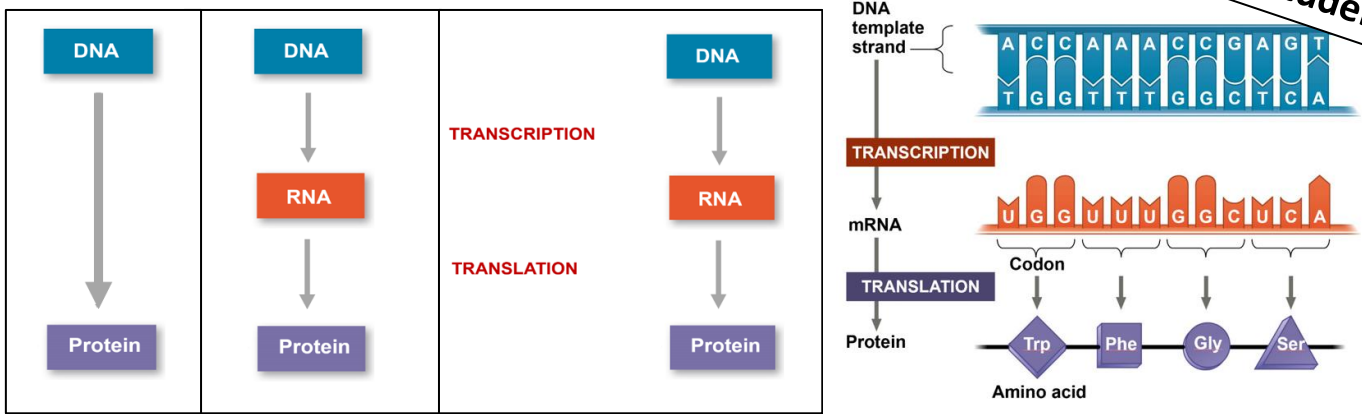 DNA
Protein
DNA
RNA
Protein
TRANSCRIPTION
TRANSLATION
DNA
RNA
Protein
DNA
template
strand
A C C A A A C C G A G T
T G G T T T G G C T C A
TRANSCRIPTION
mRNA
U G G U U U G G C U C A
Codon
TRANSLATION
Protein
Trp Phe Gly Ser
Amino acid